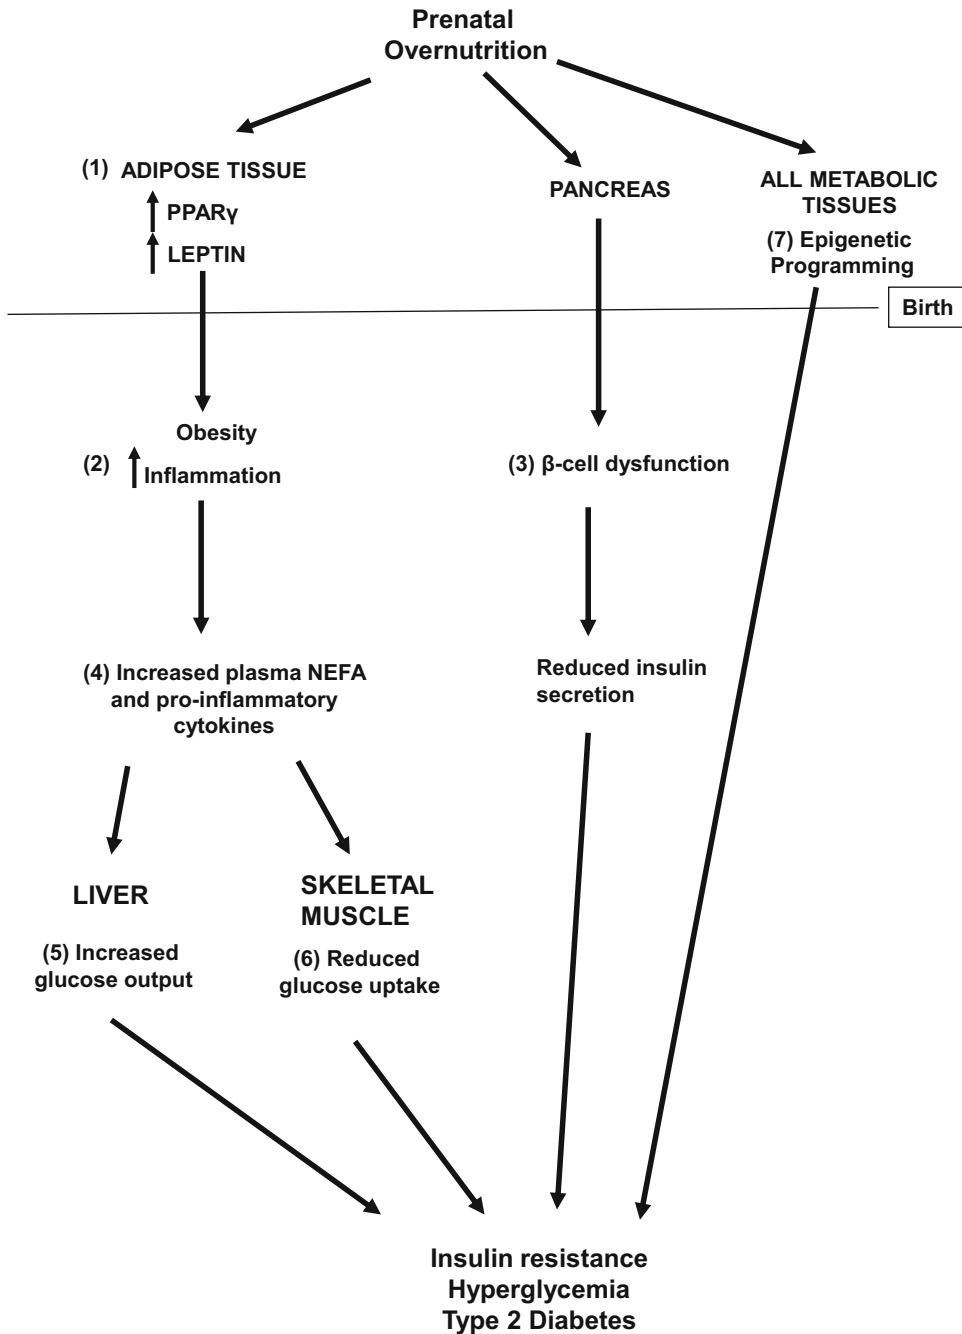 Prenatal
Overnutrition
(1) ADIPOSE TISSUE
PPARγ
LEPTIN
PANCREAS
ALL METABOLIC
TISSUES
(7) Epigenetic
Programming
Birth
Obesity
(2) Inflammation
(3) β-cell dysfunction
(4) Increased plasma NEFA
and pro-inflammatory
cytokines
Reduced insulin
secretion
LIVER
(5) Increased
glucose output
SKELETAL
MUSCLE
(6) Reduced
glucose uptake
Insulin resistance
Hyperglycemia
Type 2 Diabetes